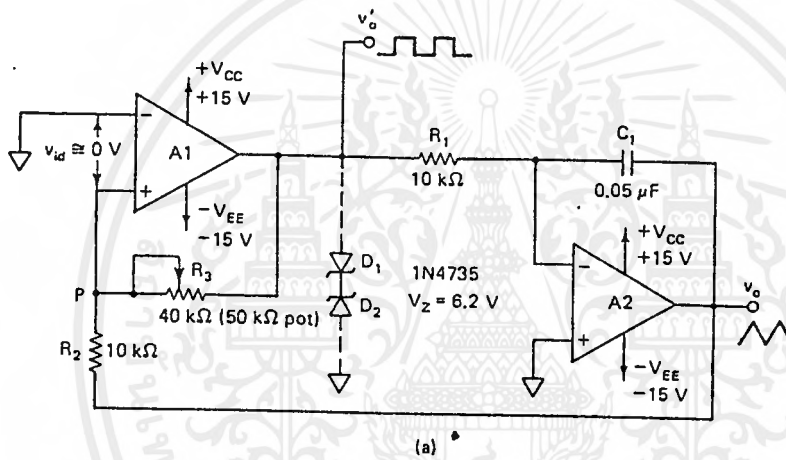 v'o
+VCC
+15 V
−
A1
vid ≅ 0 V
+
−VEE
−15 V
R1
10 kΩ
C1
0.05 μF
+VCC
+15 V
−
A2
vo
+
−VEE
−15 V
D1
D2
1N4735
VZ = 6.2 V
P
R3
40 kΩ (50 kΩ pot)
R2
10 kΩ
(a)